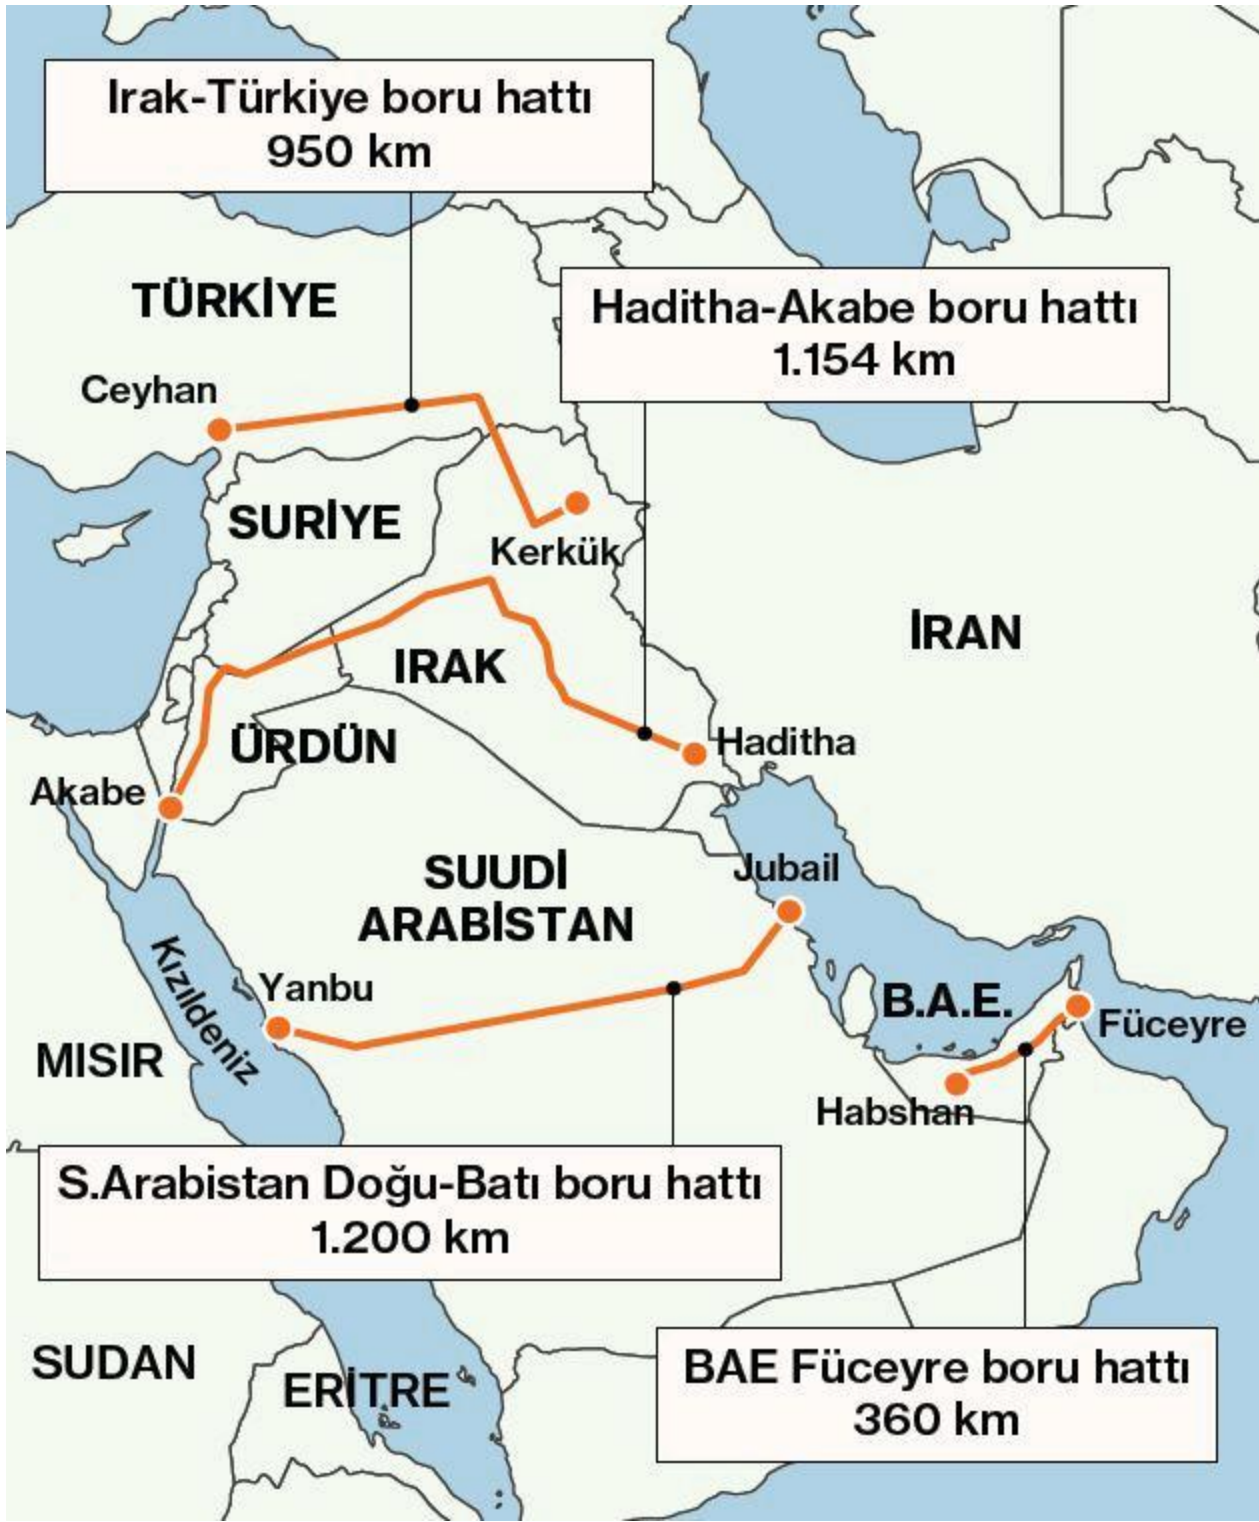 Irak-Türkiye boru hattı
950 km
Haditha-Akabe boru hattı
1.154 km
TÜRKİYE
Ceyhan
SURİYE
Kerkük
İRAN
IRAK
ÜRDÜN
Haditha
Akabe
SUUDİ
ARABİSTAN
Jubail
Kızıldeniz
Yanbu
B.A.E.
Füceyre
MISIR
Habshan
S.Arabistan Doğu-Batı boru hattı
1.200 km
SUDAN
ERİTRE
BAE Füceyre boru hattı
360 km